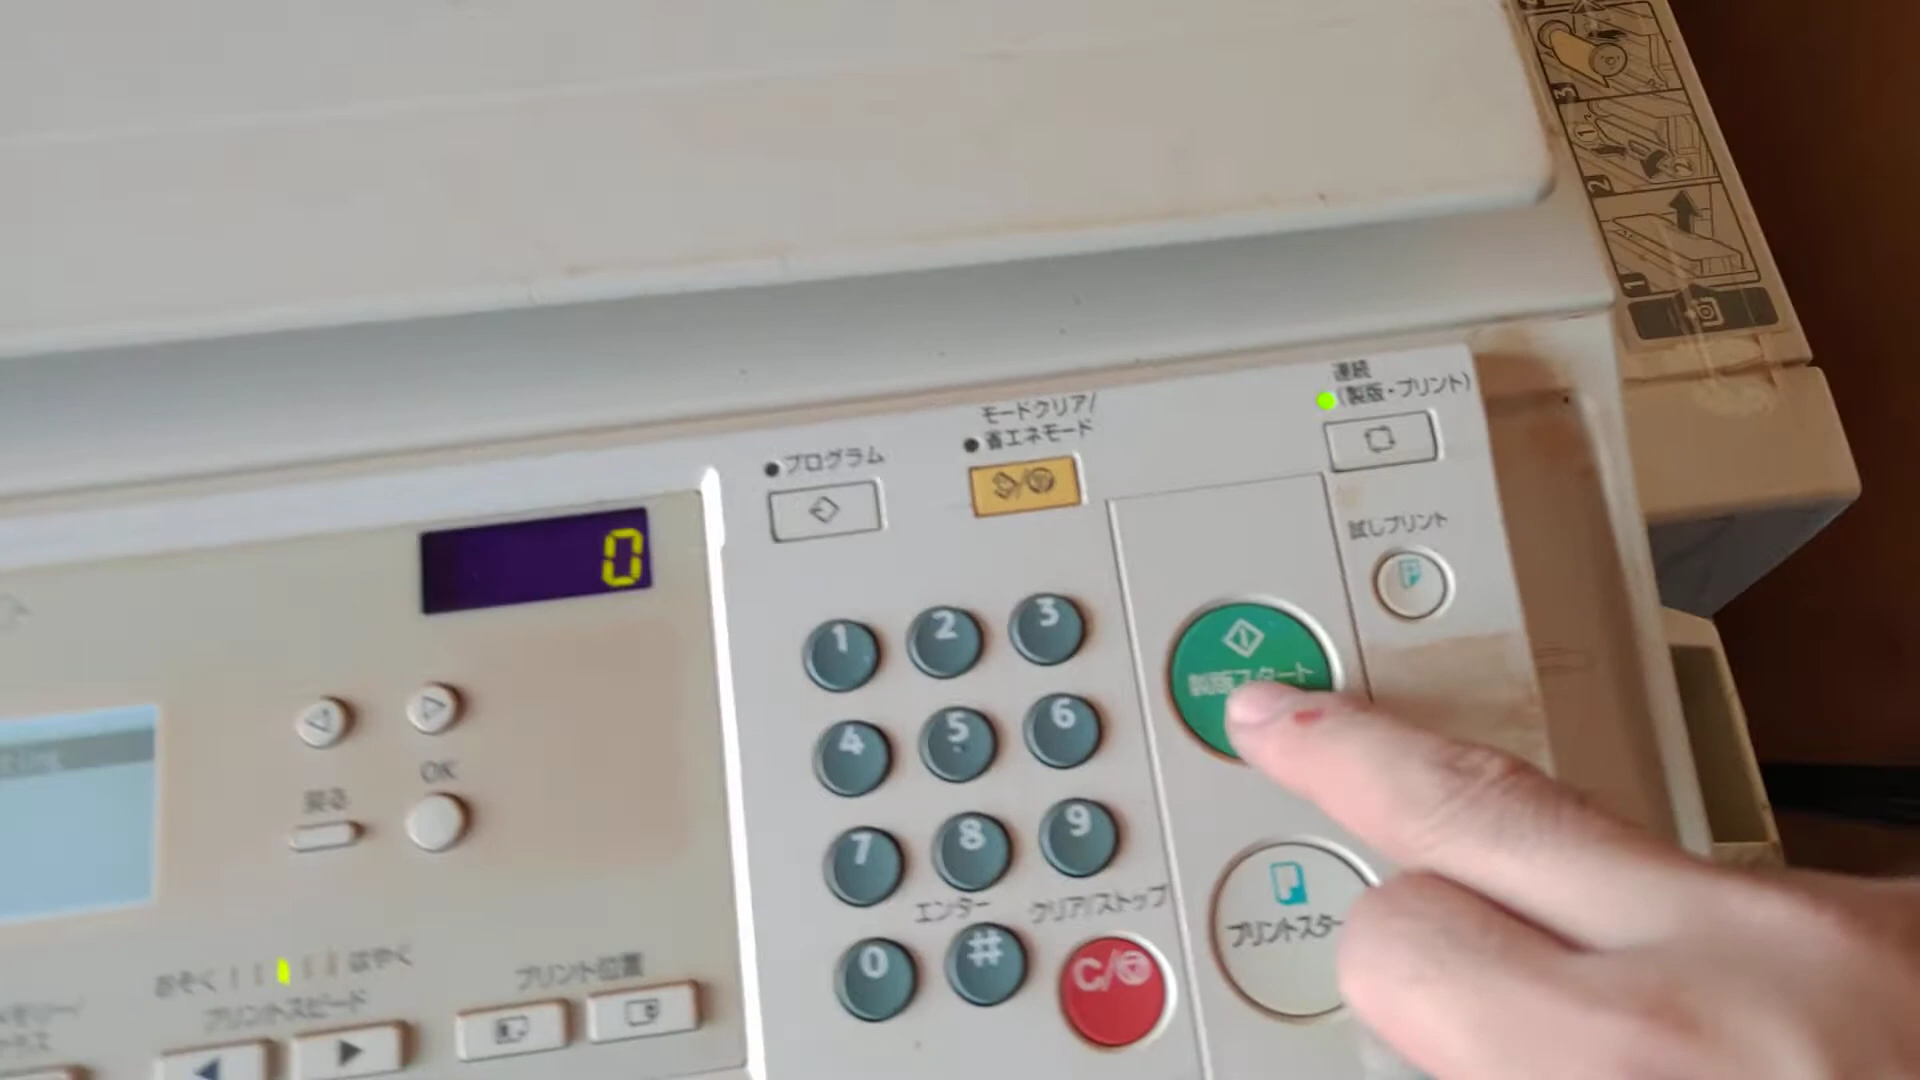 連続
(製版・プリント)
モードクリア/
省エネモード
プログラム
試しプリント
0
1
2
3
製版スタート
4
5
6
OK
戻る
7
8
9
プリントスター
エンター
クリア/ストップ
0
#
C/
おそく
はやく
プリントスピード
プリント位置
3
2
1